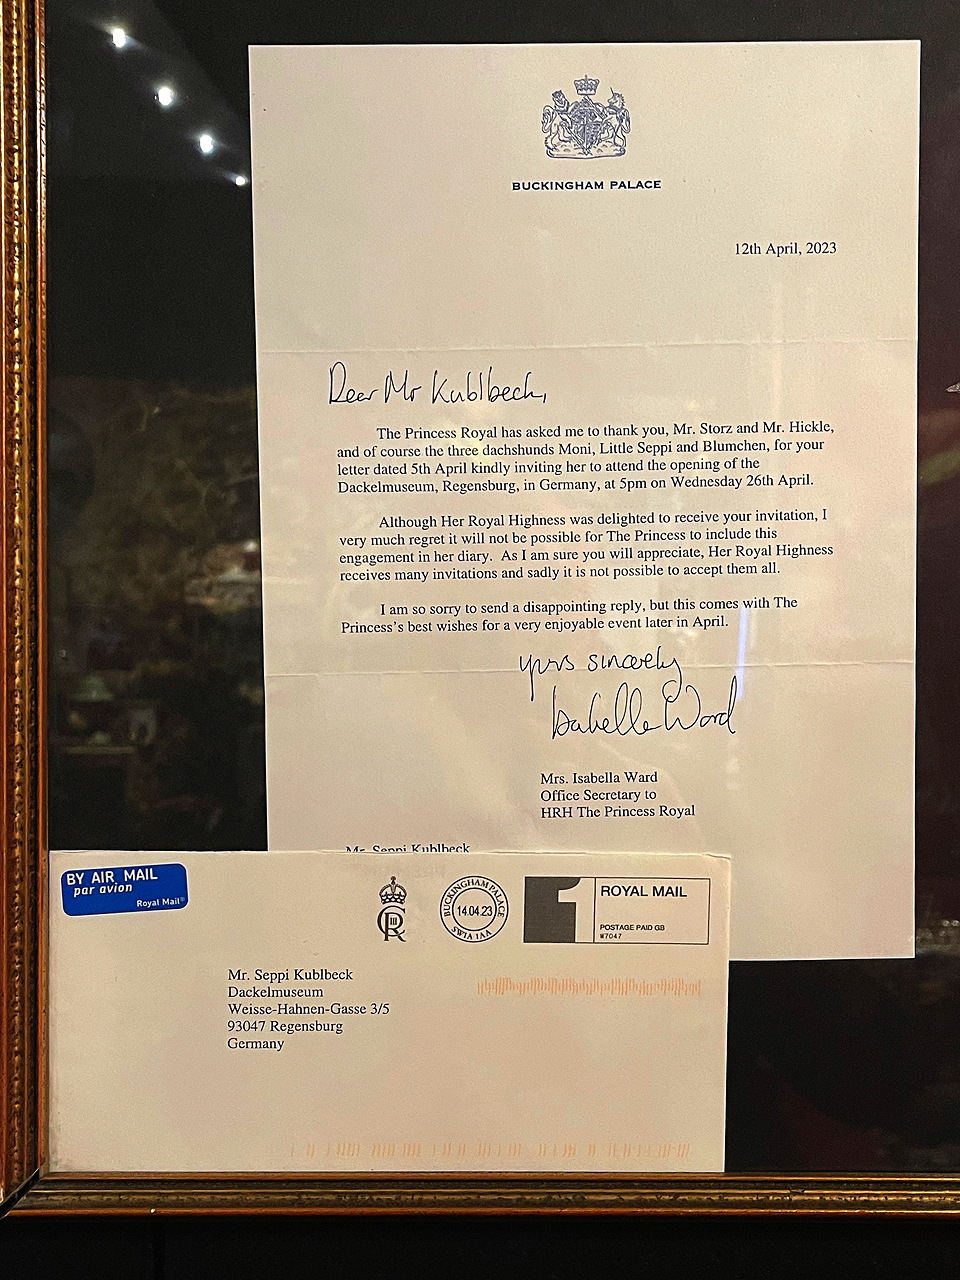 BUCKINGHAM PALACE
12th April, 2023
Dear Mr Kublbeck,
The Princess Royal has asked me to thank you, Mr. Storz and Mr. Hickle,
and of course the three dachshunds Moni, Little Seppi and Blumchen, for your
letter dated 5th April kindly inviting her to attend the opening of the
Dackelmuseum, Regensburg, in Germany, at 5pm on Wednesday 26th April.
Although Her Royal Highness was delighted to receive your invitation, I
very much regret it will not be possible for The Princess to include this
engagement in her diary. As I am sure you will appreciate, Her Royal Highness
receives many invitations and sadly it is not possible to accept them all.
I am so sorry to send a disappointing reply, but this comes with The
Princess's best wishes for a very enjoyable event later in April.
Yours sincerely
Isabella Ward
Mrs. Isabella Ward
Office Secretary to
HRH The Princess Royal
Mr. Seppi Kublbeck
BY AIR MAIL
par avion
Royal Mail®
CR III
BUCKINGHAM PALACE
14.04.23
SW1A 1AA
1
ROYAL MAIL
POSTAGE PAID GB
W7047
Mr. Seppi Kublbeck
Dackelmuseum
Weisse-Hahnen-Gasse 3/5
93047 Regensburg
Germany